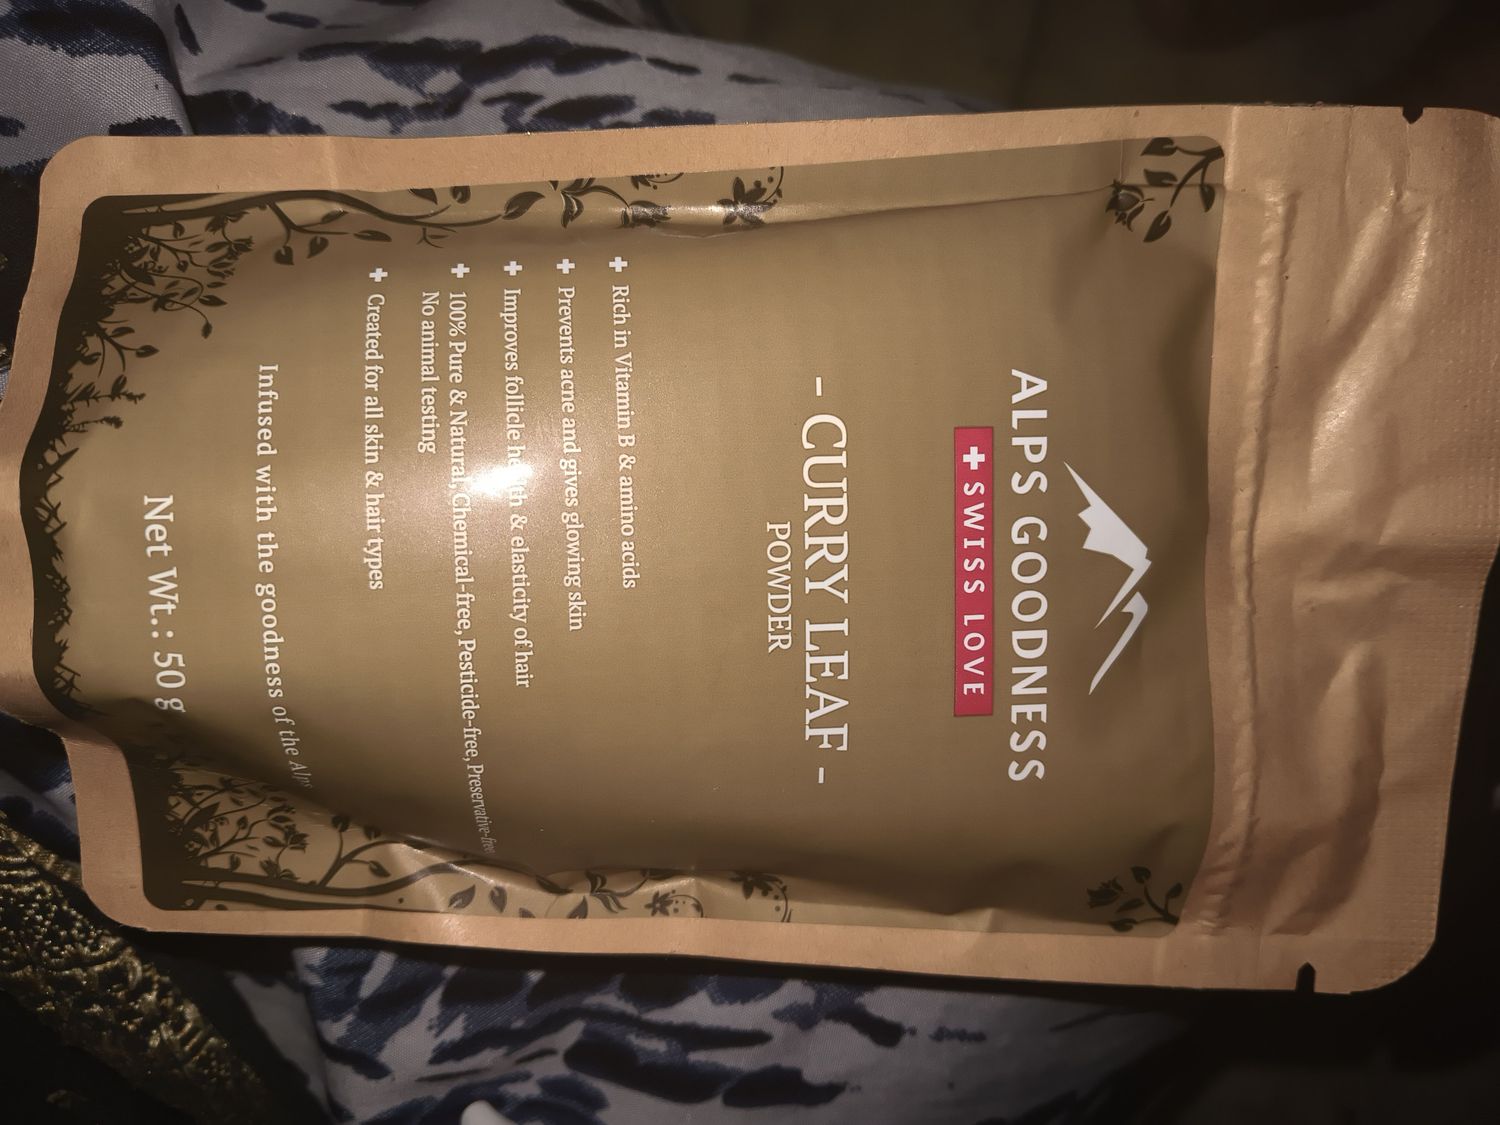 ALPS GOODNESS
SWISS LOVE
- CURRY LEAF -
POWDER
Rich in Vitamin B & amino acids
Prevents acne and gives glowing skin
Improves follicle health & elasticity of hair
100% Pure & Natural, Chemical-free, Pesticide-free, Preservative-free
No animal testing
Created for all skin & hair types
Infused with the goodness of the Alps
Net Wt.: 50 g